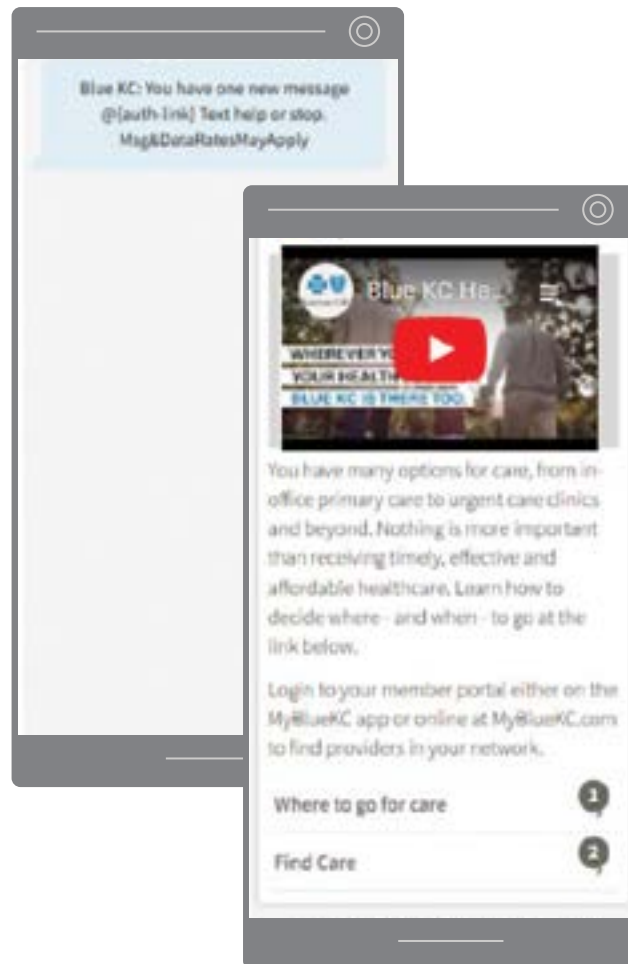 Blue KC: You have one new message
@[auth-link] Text help or stop.
Msg&DataRatesMayApply
Blue KC He...
WHEREVER
YOUR HEALTH
BLUE KC IS THERE TOO.
You have many options for care, from in-
office primary care to urgent care clinics
and beyond. Nothing is more important
than receiving timely, effective and
affordable healthcare. Learn how to
decide where - and when - to go at the
link below.
Login to your member portal either on the
MyBlueKC app or online at MyBlueKC.com
to find providers in your network.
Where to go for care
1
Find Care
2